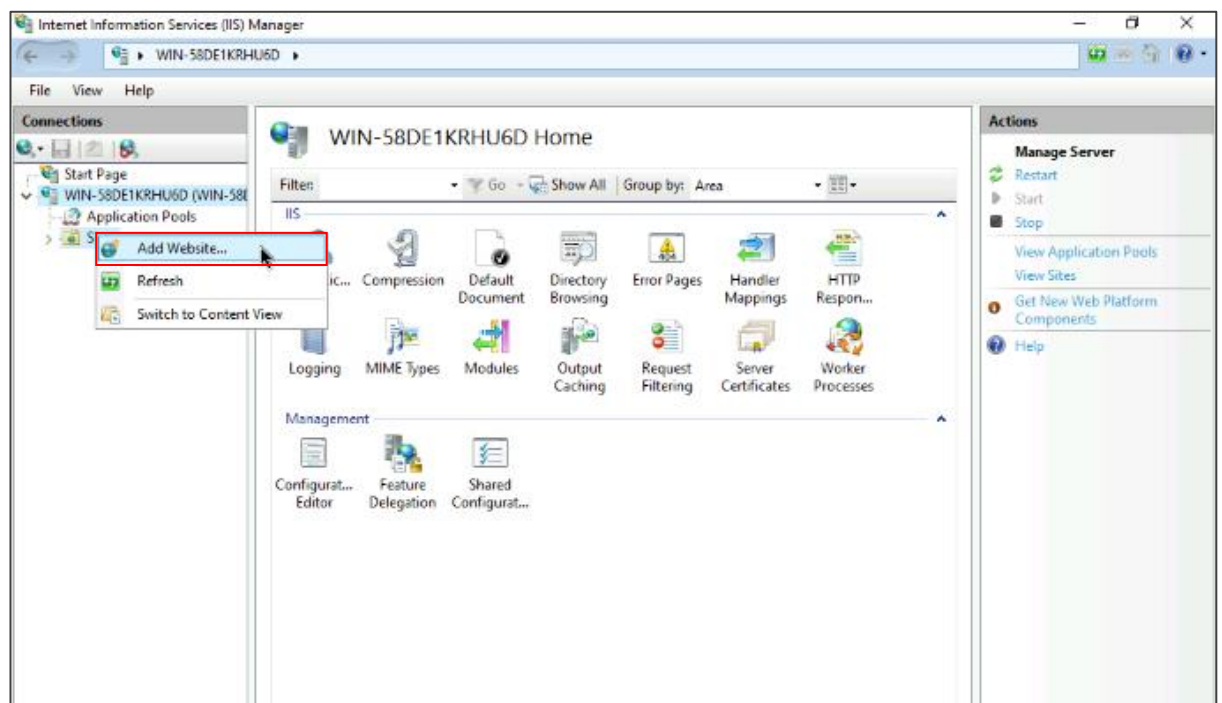 Internet Information Services (IIS) Manager
WIN-58DE1KRHU6D
File View Help
Connections
Start Page
WIN-58DE1KRHU6D (WIN-58
Application Pools
S
Add Website...
Refresh
Switch to Content View
WIN-58DE1KRHU6D Home
Filter: Go Show All Group by: Area
IIS
ic... Compression Default Document Directory Browsing Error Pages Handler Mappings HTTP Respon...
Logging MIME Types Modules Output Caching Request Filtering Server Certificates Worker Processes
Management
Configurat... Editor Feature Delegation Shared Configurat...
Actions
Manage Server
Restart
Start
Stop
View Application Pools
View Sites
Get New Web Platform
Components
Help